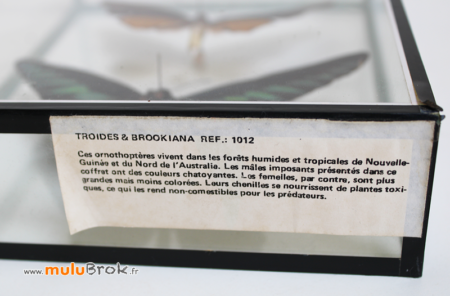 TROIDES & BROOKIANA REF.: 1012
Ces ornothoptères vivent dans les forêts humides et tropicales de Nouvelle-
Guinée et du Nord de l'Australie. Les mâles imposants présentés dans ce
coffret ont des couleurs chatoyantes. Les femelles, par contre, sont plus
grandes mais moins colorées. Leurs chenilles se nourrissent de plantes toxi-
ques, ce qui les rend non-comestibles pour les prédateurs.
www.muluBrok.fr